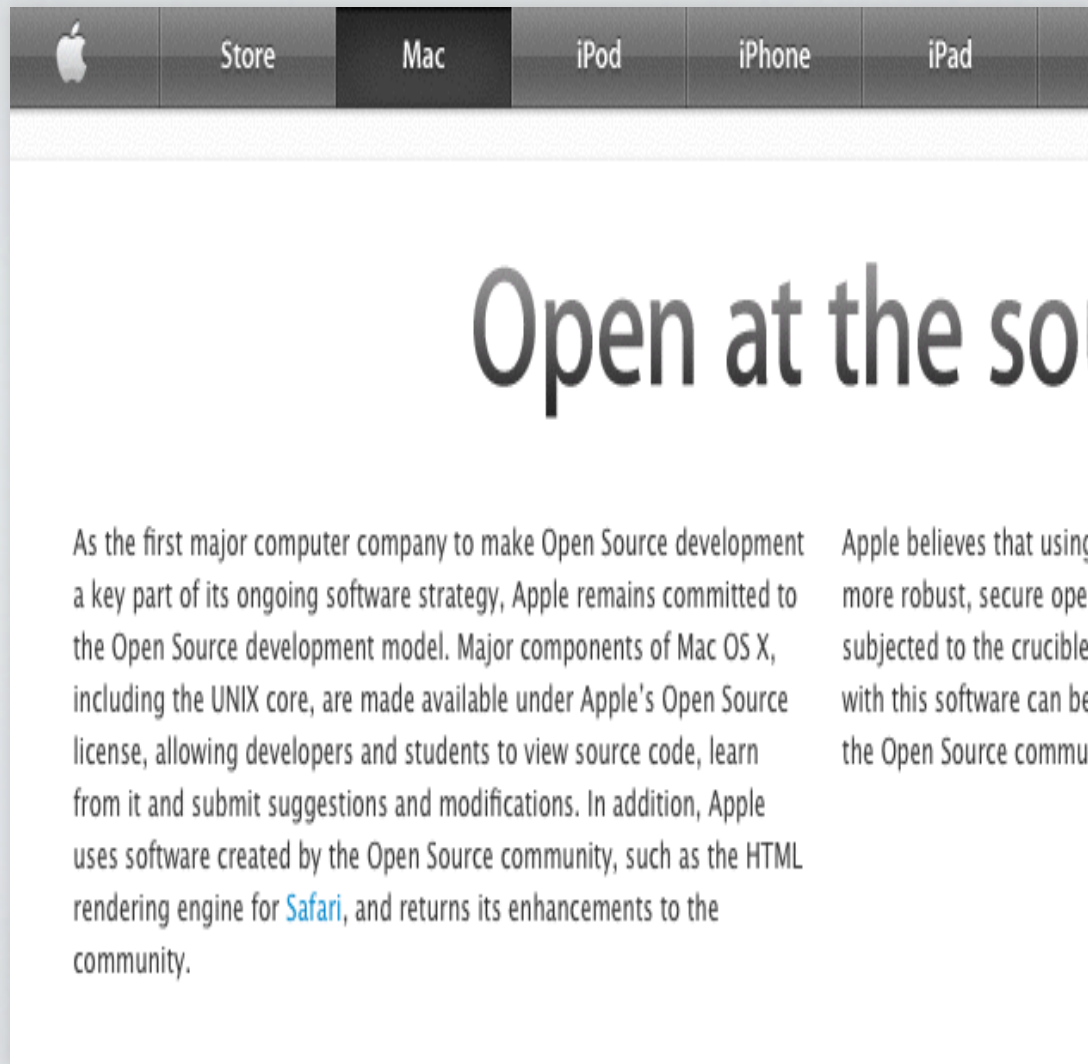 Store Mac iPod iPhone iPad
Open at the
As the first major computer company to make Open Source development
a key part of its ongoing software strategy, Apple remains committed to
the Open Source development model. Major components of Mac OS X,
including the UNIX core, are made available under Apple's Open Source
license, allowing developers and students to view source code, learn
from it and submit suggestions and modifications. In addition, Apple
uses software created by the Open Source community, such as the HTML
rendering engine for Safari, and returns its enhancements to the
community.
Apple believes that using
more robust, secure
subjected to the crucible
with this software can be
the Open Source